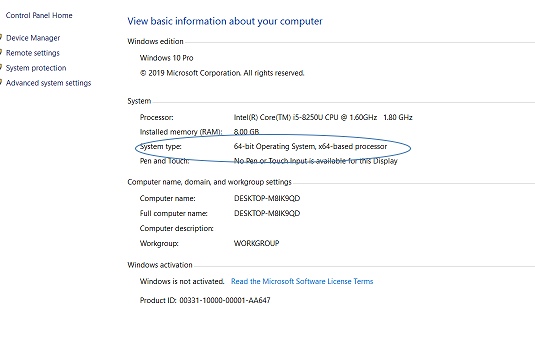 Control Panel Home
Device Manager
Remote settings
System protection
Advanced system settings
View basic information about your computer
Windows edition
Windows 10 Pro
© 2019 Microsoft Corporation. All rights reserved.
System
Processor: Intel(R) Core(TM) i5-8250U CPU @ 1.60GHz 1.80 GHz
Installed memory (RAM): 8.00 GB
System type: 64-bit Operating System, x64-based processor
Pen and Touch: No Pen or Touch Input is available for this Display
Computer name, domain, and workgroup settings
Computer name: DESKTOP-M8IK9QD
Full computer name: DESKTOP-M8IK9QD
Computer description:
Workgroup: WORKGROUP
Windows activation
Windows is not activated. Read the Microsoft Software License Terms
Product ID: 00331-10000-00001-AA647